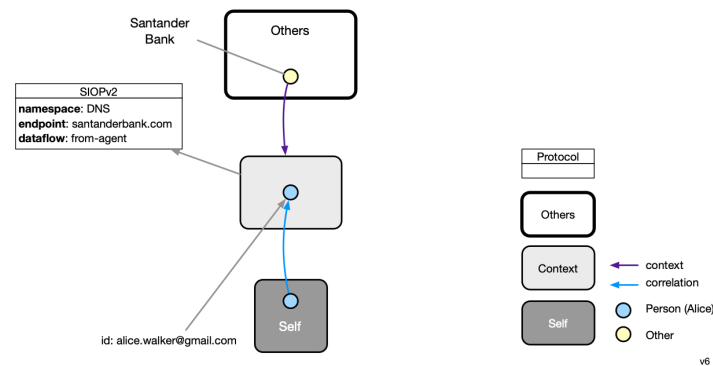 Santander
Bank
Others
SIOPv2
namespace: DNS
endpoint: santanderbank.com
dataflow: from-agent
Self
id: alice.walker@gmail.com
Protocol
Others
Context
Self
context
correlation
Person (Alice)
Other
v6